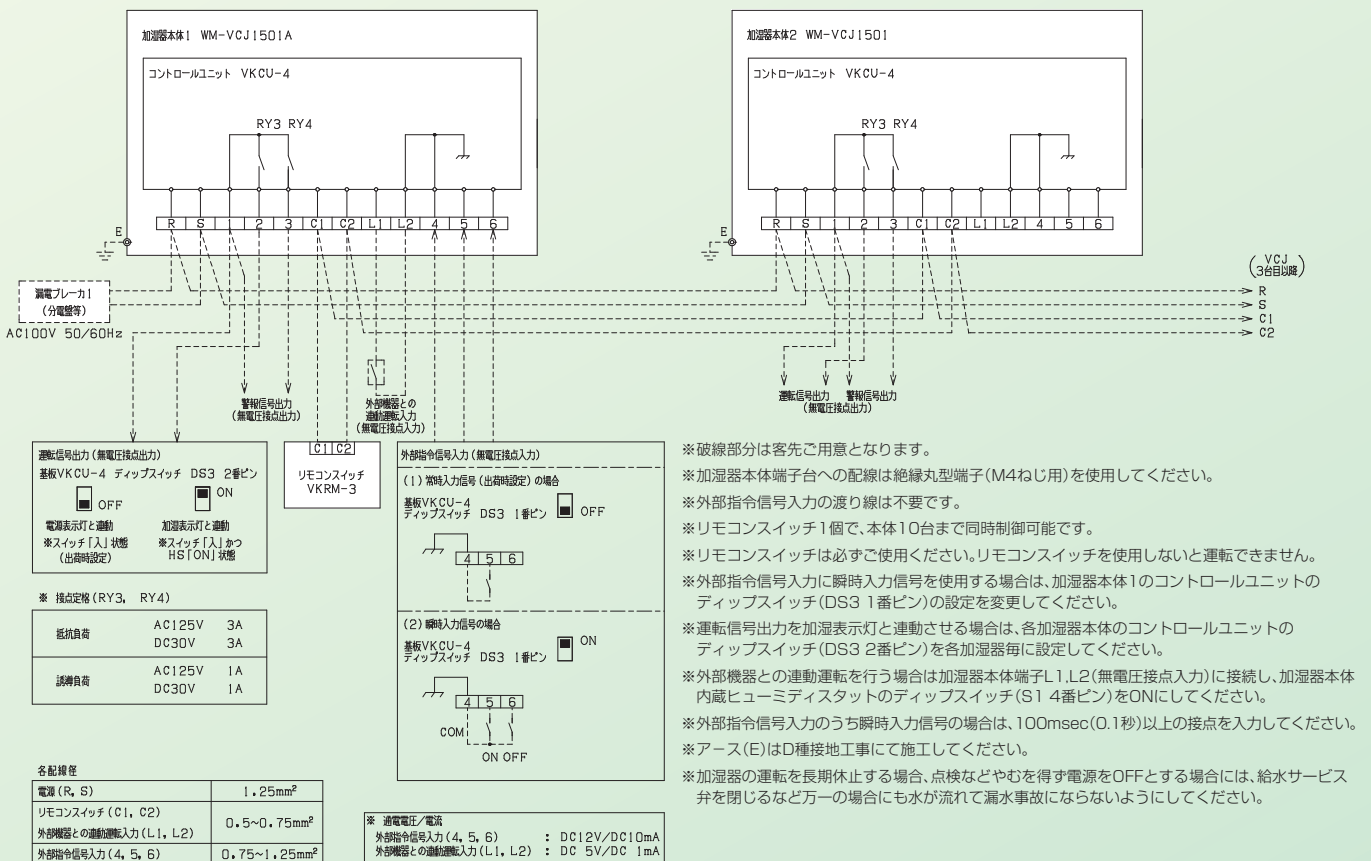 加湿器本体1 WM-VCJ1501A
コントロールユニット VKCU-4
RY3 RY4
R S 1 2 3 C1 C2 L1 L2 4 5 6
E
加湿器本体2 WM-VCJ1501
コントロールユニット VKCU-4
RY3 RY4
R S 1 2 3 C1 C2 L1 L2 4 5 6
E
漏電ブレーカ1
(分電盤等)
AC100V 50/60Hz
(VCJ
3台目以降)
R
S
C1
C2
警報信号出力
(無電圧接点出力)
外部機器との
連動運転入力
(無電圧接点入力)
運転信号出力 警報信号出力
(無電圧接点出力)
運転信号出力(無電圧接点出力)
基板VKCU-4 ディップスイッチ DS3 2番ピン
OFF
ON
電源表示灯と連動
※スイッチ「入」状態
(出荷時設定)
加湿表示灯と連動
※スイッチ「入」かつ
HS「ON」状態
C1 C2
リモコンスイッチ
VKRM-3
外部指令信号入力(無電圧接点入力)
(1)常時入力信号(出荷時設定)の場合
基板VKCU-4
ディップスイッチ DS3 1番ピン
OFF
4 5 6
(2)瞬時入力信号の場合
基板VKCU-4
ディップスイッチ DS3 1番ピン
ON
4 5 6
COM
ON OFF
※ 接点定格(RY3, RY4)
抵抗負荷 AC125V 3A
DC30V 3A
誘導負荷 AC125V 1A
DC30V 1A
各配線径
電源(R, S) 1.25mm²
リモコンスイッチ(C1, C2)
外部機器との連動運転入力(L1, L2) 0.5~0.75mm²
外部指令信号入力(4, 5, 6) 0.75~1.25mm²
※ 通電電圧/電流
外部指令信号入力(4, 5, 6) : DC12V/DC10mA
外部機器との連動運転入力(L1, L2) : DC 5V/DC 1mA
※破線部分は客先ご用意となります。
※加湿器本体端子台への配線は絶縁丸型端子(M4ねじ用)を使用してください。
※外部指令信号入力の渡り線は不要です。
※リモコンスイッチ1個で、本体10台まで同時制御可能です。
※リモコンスイッチは必ずご使用ください。リモコンスイッチを使用しないと運転できません。
※外部指令信号入力に瞬時入力信号を使用する場合は、加湿器本体1のコントロールユニットの
ディップスイッチ(DS3 1番ピン)の設定を変更してください。
※運転信号出力を加湿表示灯と連動させる場合は、各加湿器本体のコントロールユニットの
ディップスイッチ(DS3 2番ピン)を各加湿器毎に設定してください。
※外部機器との連動運転を行う場合は加湿器本体端子L1,L2(無電圧接点入力)に接続し、加湿器本体
内蔵ヒューミディスタットのディップスイッチ(S1 4番ピン)をONにしてください。
※外部指令信号入力のうち瞬時入力信号の場合は、100msec(0.1秒)以上の接点を入力してください。
※アース(E)はD種接地工事にて施工してください。
※加湿器の運転を長期休止する場合、点検などやむを得ず電源をOFFとする場合には、給水サービス
弁を閉じるなど万一の場合にも水が流れて漏水事故にならないようにしてください。